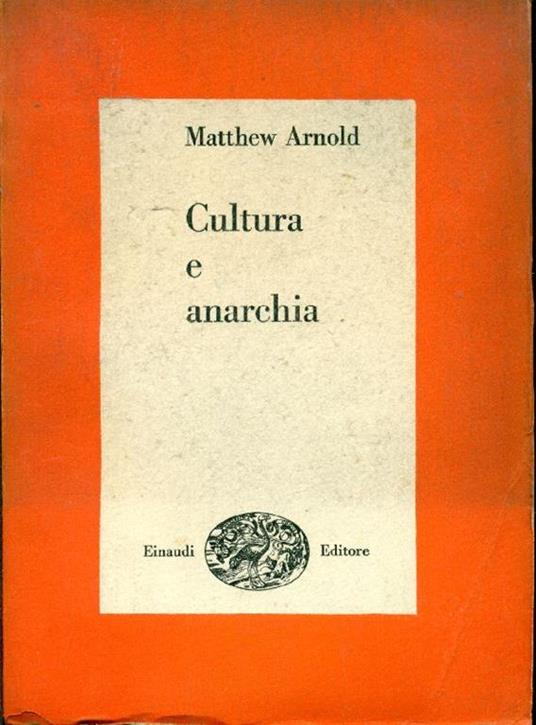 Matthew Arnold
Cultura
e
anarchia
Einaudi Editore